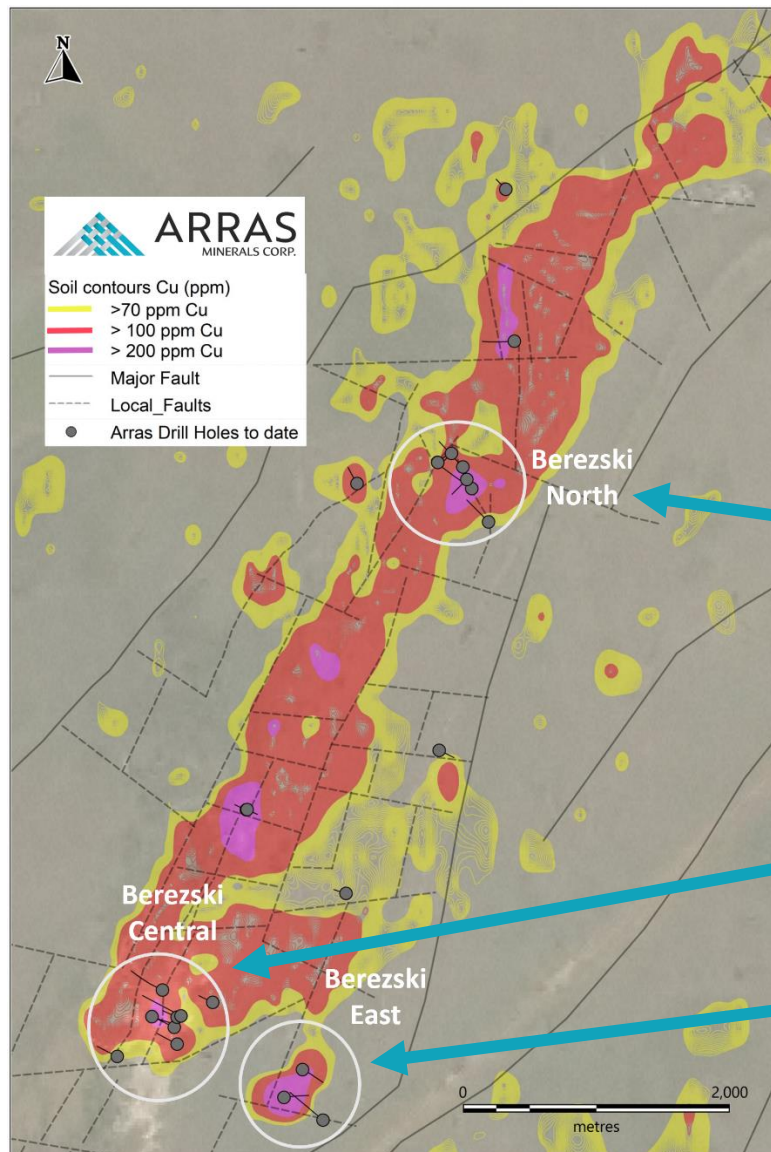 N
ARRAS
MINERALS CORP.
Soil contours Cu (ppm)
>70 ppm Cu
> 100 ppm Cu
> 200 ppm Cu
Major Fault
Local_Faults
Arras Drill Holes to date
Berezski
North
Berezski
Central
Berezski
East
0 2,000
metres